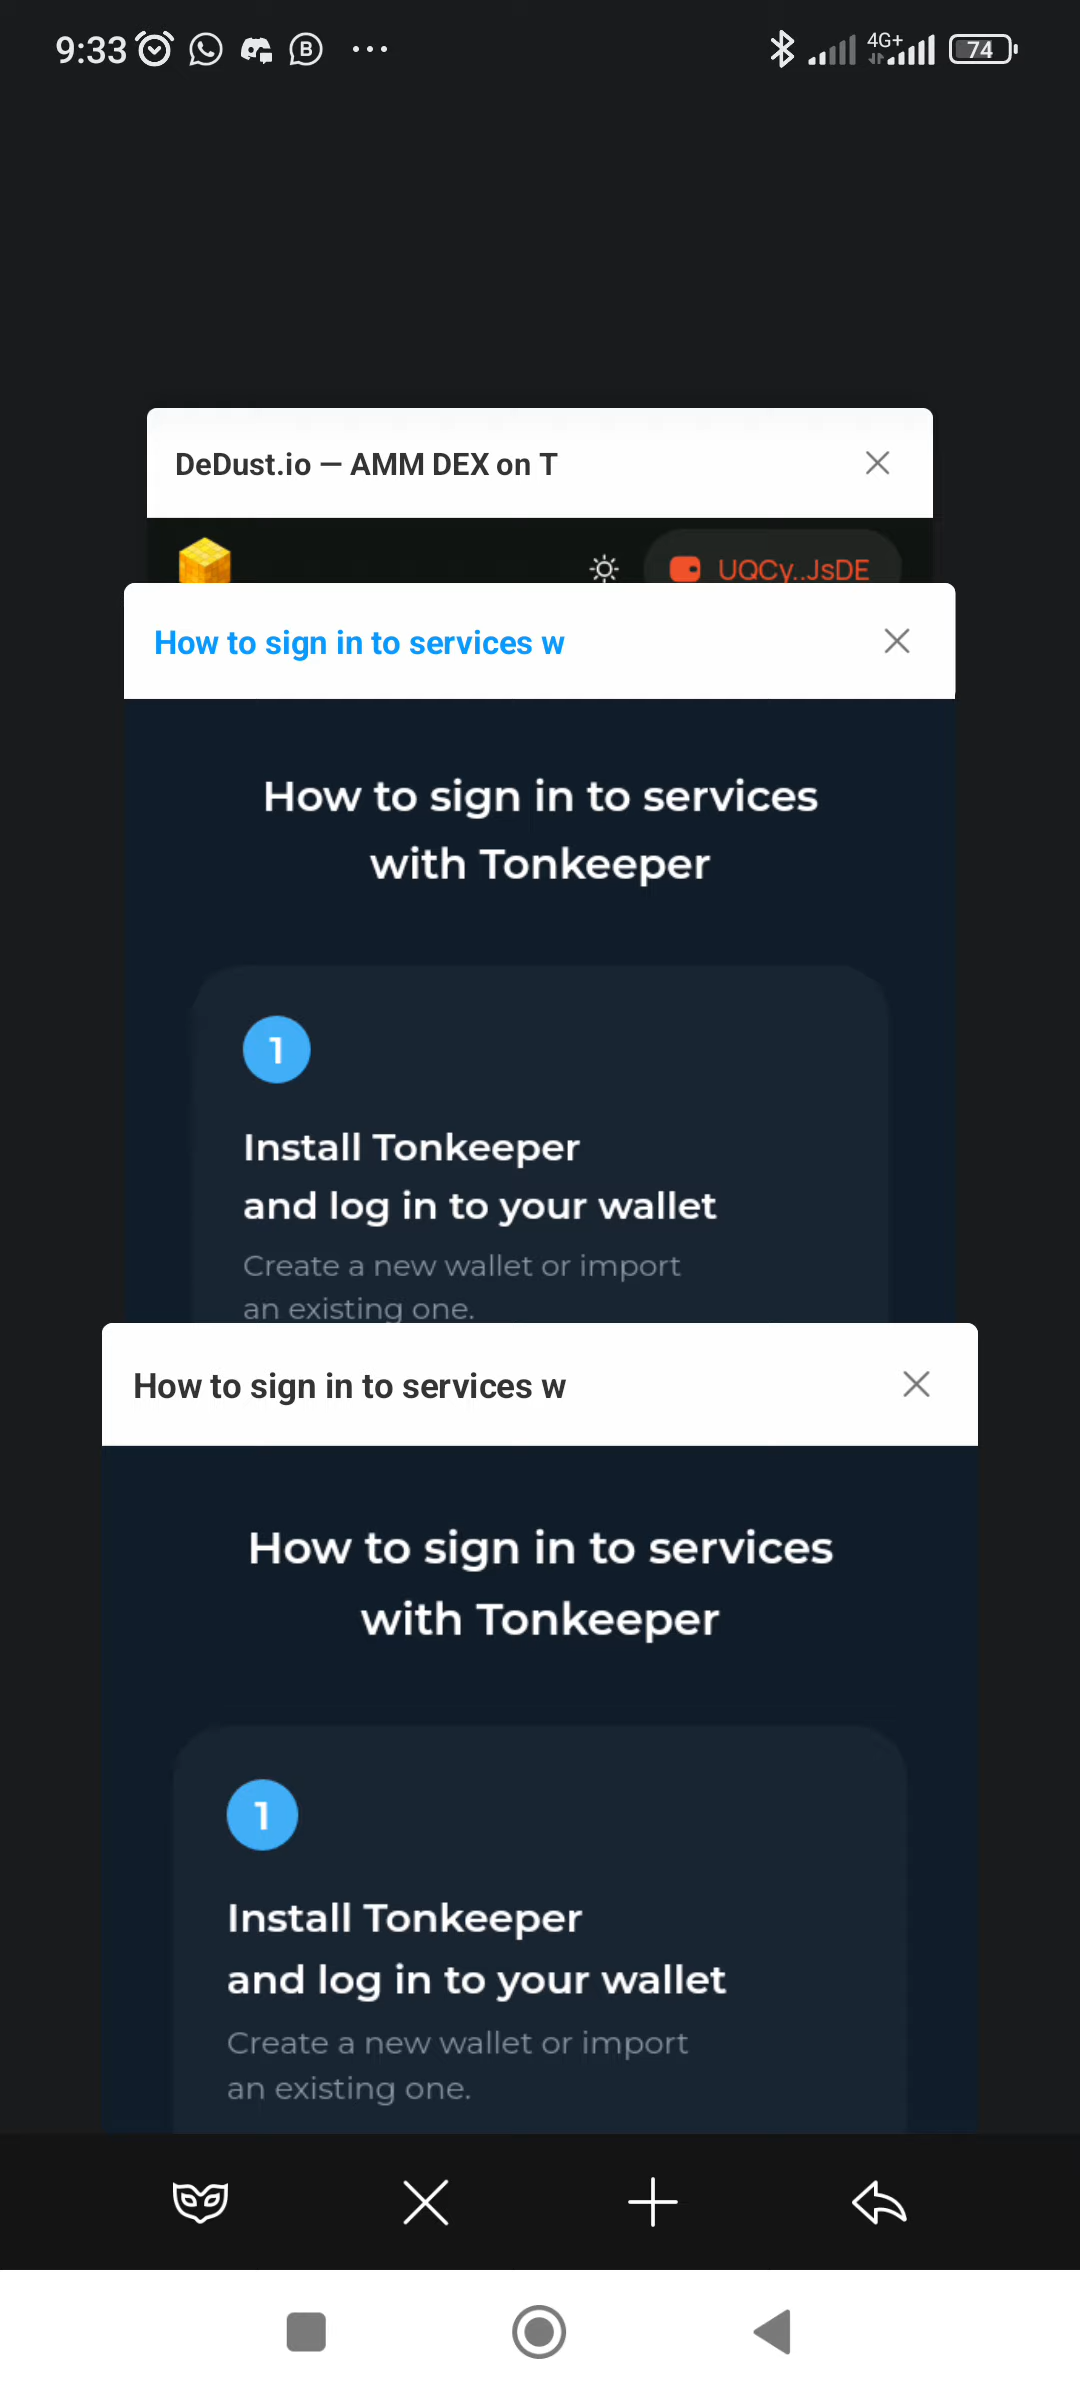 9:33 B ... 4G+ 74
DeDust.io — AMM DEX on T
UQCy..JsDE
How to sign in to services w
How to sign in to services
with Tonkeeper
1
Install Tonkeeper
and log in to your wallet
Create a new wallet or import
an existing one.
How to sign in to services w
How to sign in to services
with Tonkeeper
1
Install Tonkeeper
and log in to your wallet
Create a new wallet or import
an existing one.